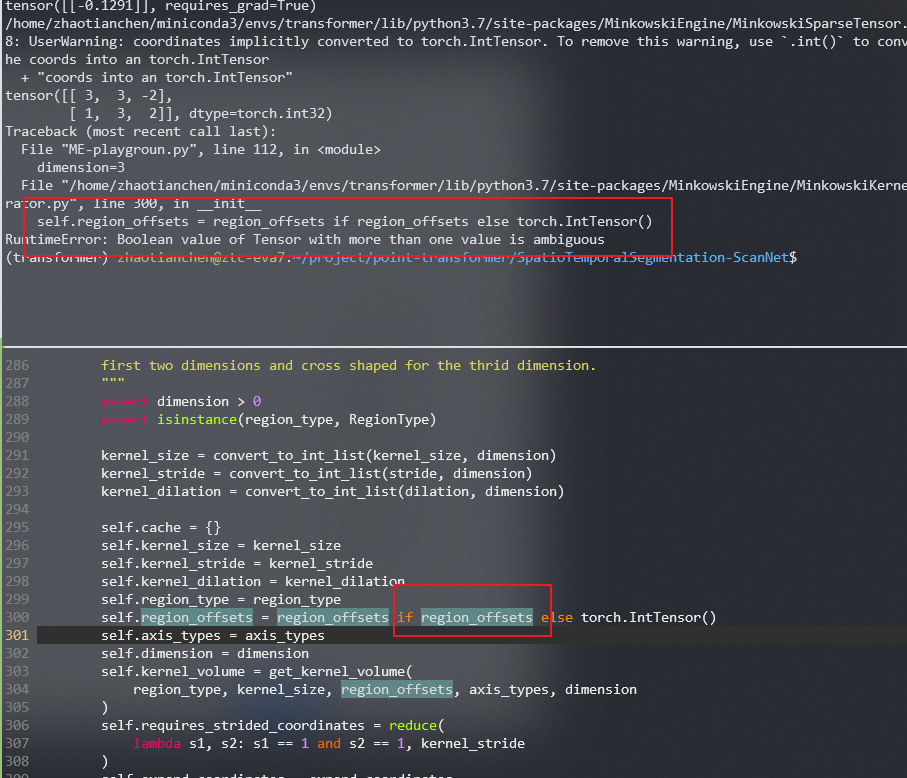 tensor([[-0.1291]], requires_grad=True)
/home/zhaotianchen/miniconda3/envs/transformer/lib/python3.7/site-packages/MinkowskiEngine/MinkowskiSparseTensor.
8: UserWarning: coordinates implicitly converted to torch.IntTensor. To remove this warning, use `.int()` to conv
he coords into an torch.IntTensor
  + "coords into an torch.IntTensor"
tensor([[ 3,  3, -2],
        [ 1,  3,  2]], dtype=torch.int32)
Traceback (most recent call last):
  File "ME-playgroun.py", line 112, in <module>
    dimension=3
  File "/home/zhaotianchen/miniconda3/envs/transformer/lib/python3.7/site-packages/MinkowskiEngine/MinkowskiKerne
rator.py", line 300, in __init__
    self.region_offsets = region_offsets if region_offsets else torch.IntTensor()
RuntimeError: Boolean value of Tensor with more than one value is ambiguous
(transformer) zhaotianchen@ztc-eva7:~/project/point-transformer/SpatioTemporalSegmentation-ScanNet$
286         first two dimensions and cross shaped for the thrid dimension.
287         """
288         assert dimension > 0
289         assert isinstance(region_type, RegionType)
290
291         kernel_size = convert_to_int_list(kernel_size, dimension)
292         kernel_stride = convert_to_int_list(stride, dimension)
293         kernel_dilation = convert_to_int_list(dilation, dimension)
294
295         self.cache = {}
296         self.kernel_size = kernel_size
297         self.kernel_stride = kernel_stride
298         self.kernel_dilation = kernel_dilation
299         self.region_type = region_type
300         self.region_offsets = region_offsets if region_offsets else torch.IntTensor()
301         self.axis_types = axis_types
302         self.dimension = dimension
303         self.kernel_volume = get_kernel_volume(
304             region_type, kernel_size, region_offsets, axis_types, dimension
305         )
306         self.requires_strided_coordinates = reduce(
307             lambda s1, s2: s1 == 1 and s2 == 1, kernel_stride
308         )